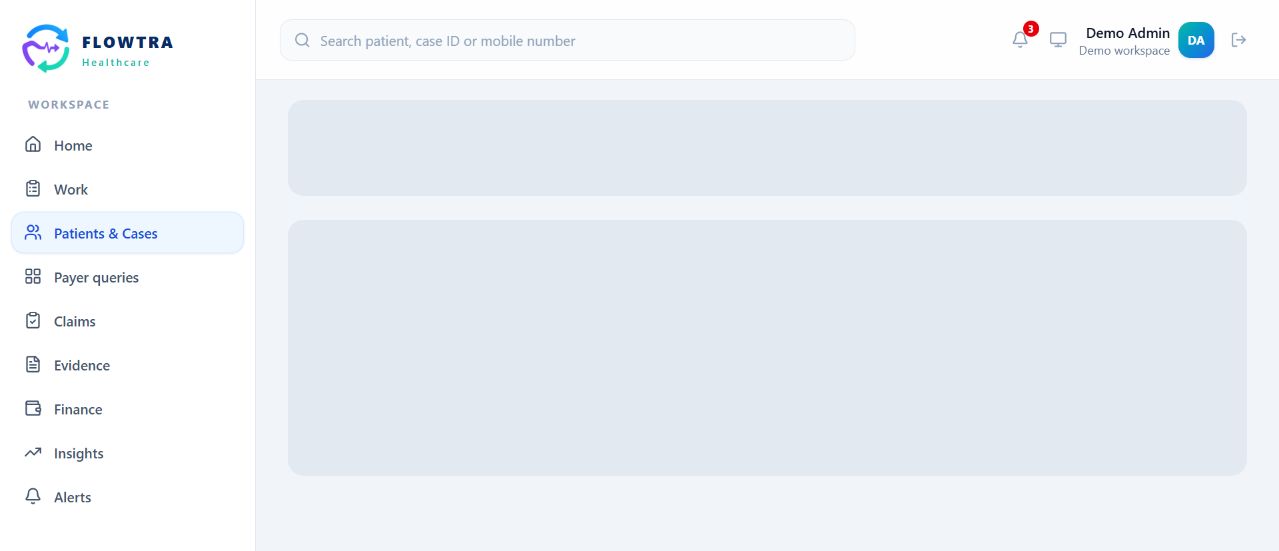 FLOWTRA
Healthcare
Search patient, case ID or mobile number
3
Demo Admin
Demo workspace
DA
WORKSPACE
Home
Work
Patients & Cases
Payer queries
Claims
Evidence
Finance
Insights
Alerts